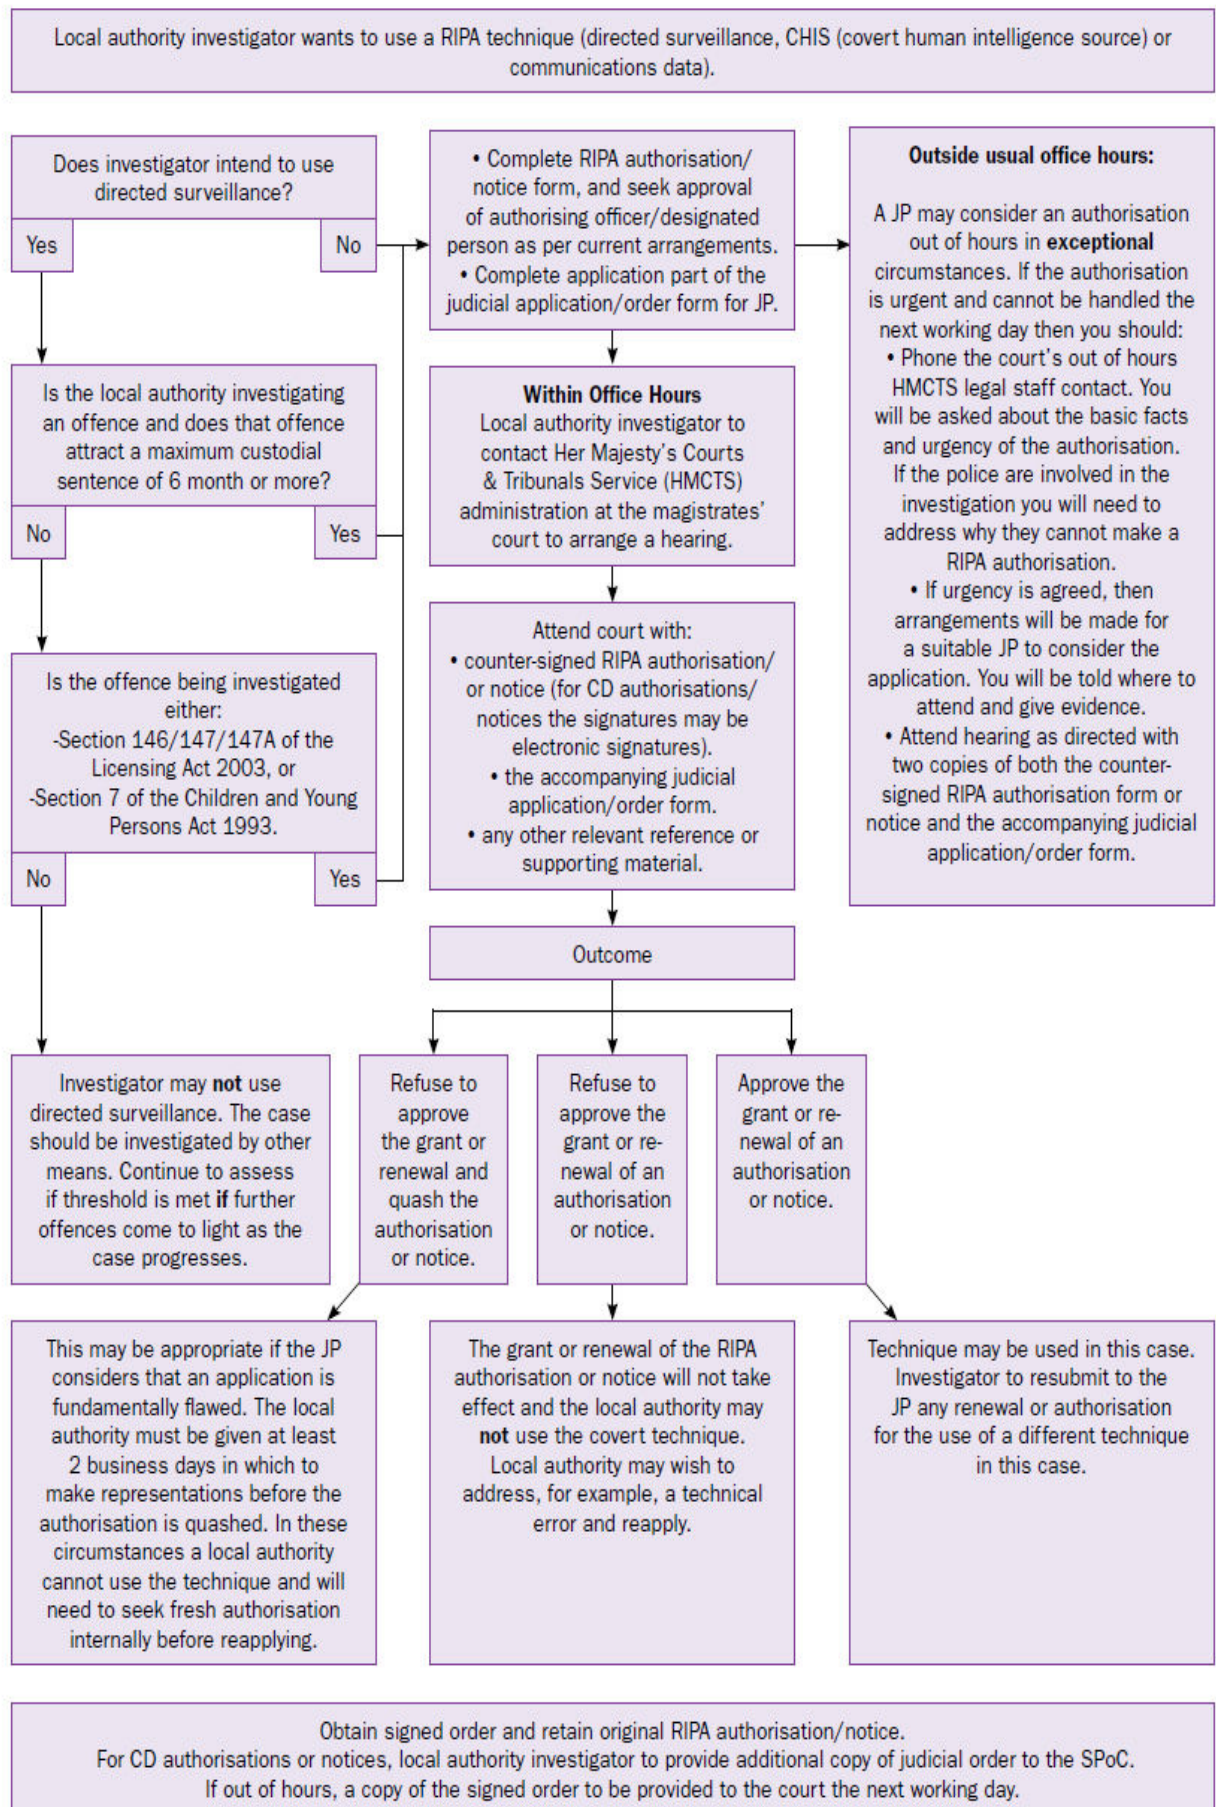 Local authority investigator wants to use a RIPA technique (directed surveillance, CHIS (covert human intelligence source) or
communications data).
Does investigator intend to use
directed surveillance?
Yes
No
Is the local authority investigating
an offence and does that offence
attract a maximum custodial
sentence of 6 month or more?
No
Yes
Is the offence being investigated
either:
-Section 146/147/147A of the
Licensing Act 2003, or
-Section 7 of the Children and Young
Persons Act 1993.
No
Yes
• Complete RIPA authorisation/
notice form, and seek approval
of authorising officer/designated
person as per current arrangements.
• Complete application part of the
judicial application/order form for JP.
Within Office Hours
Local authority investigator to
contact Her Majesty's Courts
& Tribunals Service (HMCTS)
administration at the magistrates'
court to arrange a hearing.
Attend court with:
• counter-signed RIPA authorisation/
or notice (for CD authorisations/
notices the signatures may be
electronic signatures).
• the accompanying judicial
application/order form.
• any other relevant reference or
supporting material.
Outside usual office hours:
A JP may consider an authorisation
out of hours in exceptional
circumstances. If the authorisation
is urgent and cannot be handled the
next working day then you should:
• Phone the court's out of hours
HMCTS legal staff contact. You
will be asked about the basic facts
and urgency of the authorisation.
If the police are involved in the
investigation you will need to
address why they cannot make a
RIPA authorisation.
• If urgency is agreed, then
arrangements will be made for
a suitable JP to consider the
application. You will be told where to
attend and give evidence.
• Attend hearing as directed with
two copies of both the counter-
signed RIPA authorisation form or
notice and the accompanying judicial
application/order form.
Outcome
Investigator may not use
directed surveillance. The case
should be investigated by other
means. Continue to assess
if threshold is met if further
offences come to light as the
case progresses.
Refuse to
approve
the grant or
renewal and
quash the
authorisation
or notice.
Refuse to
approve the
grant or re-
newal of an
authorisation
or notice.
Approve the
grant or re-
newal of an
authorisation
or notice.
This may be appropriate if the JP
considers that an application is
fundamentally flawed. The local
authority must be given at least
2 business days in which to
make representations before the
authorisation is quashed. In these
circumstances a local authority
cannot use the technique and will
need to seek fresh authorisation
internally before reapplying.
The grant or renewal of the RIPA
authorisation or notice will not take
effect and the local authority may
not use the covert technique.
Local authority may wish to
address, for example, a technical
error and reapply.
Technique may be used in this case.
Investigator to resubmit to the
JP any renewal or authorisation
for the use of a different technique
in this case.
Obtain signed order and retain original RIPA authorisation/notice.
For CD authorisations or notices, local authority investigator to provide additional copy of judicial order to the SPoC.
If out of hours, a copy of the signed order to be provided to the court the next working day.